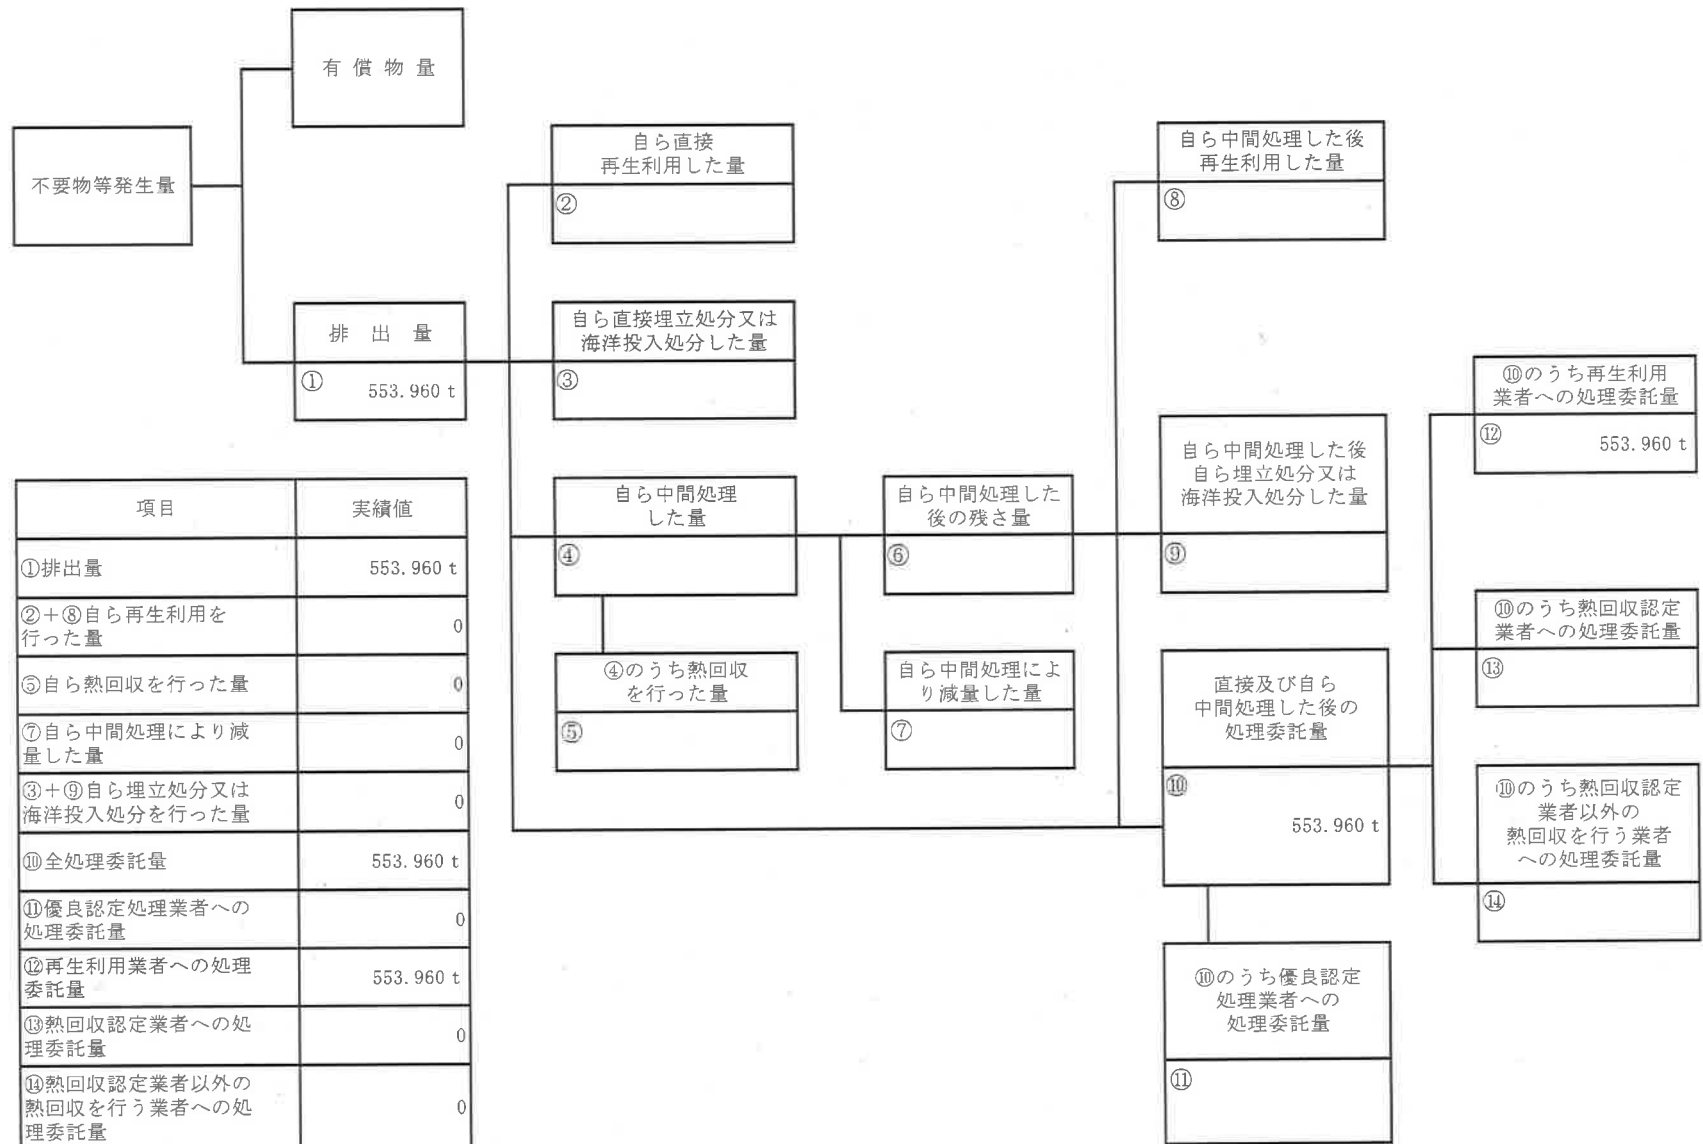 有 償 物 量
不要物等発生量
自ら直接
再生利用した量
②
自ら中間処理した後
再生利用した量
⑧
排 出 量
① 553.960 t
自ら直接埋立処分又は
海洋投入処分した量
③
⑩のうち再生利用
業者への処理委託量
⑫ 553.960 t
自ら中間処理
した量
④
自ら中間処理した
後の残さ量
⑥
自ら中間処理した後
自ら埋立処分又は
海洋投入処分した量
⑨
④のうち熱回収
を行った量
⑤
自ら中間処理によ
り減量した量
⑦
直接及び自ら
中間処理した後の
処理委託量
⑩
553.960 t
⑩のうち熱回収認定
業者への処理委託量
⑬
⑩のうち熱回収認定
業者以外の
熱回収を行う業者
への処理委託量
⑭
⑩のうち優良認定
処理業者への
処理委託量
⑪
項目 実績値
①排出量 553.960 t
②+⑧自ら再生利用を
行った量 0
⑤自ら熱回収を行った量 0
⑦自ら中間処理により減
量した量 0
③+⑨自ら埋立処分又は
海洋投入処分を行った量 0
⑩全処理委託量 553.960 t
⑪優良認定処理業者への
処理委託量 0
⑫再生利用業者への処理
委託量 553.960 t
⑬熱回収認定業者への処
理委託量 0
⑭熱回収認定業者以外の
熱回収を行う業者への処
理委託量 0